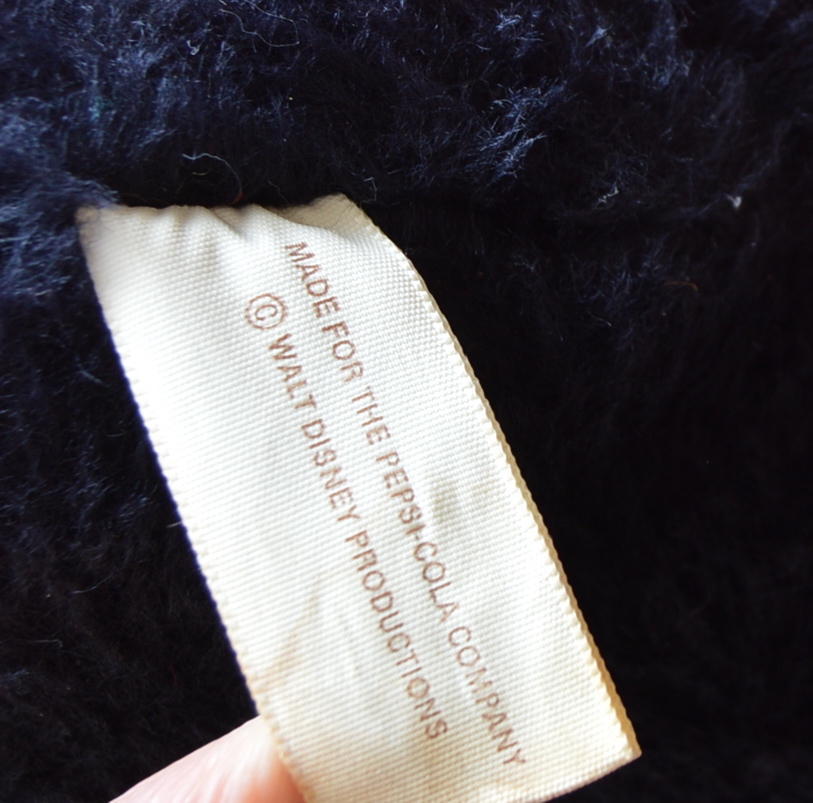 MADE FOR THE PEPSI-COLA COMPANY
© WALT DISNEY PRODUCTIONS